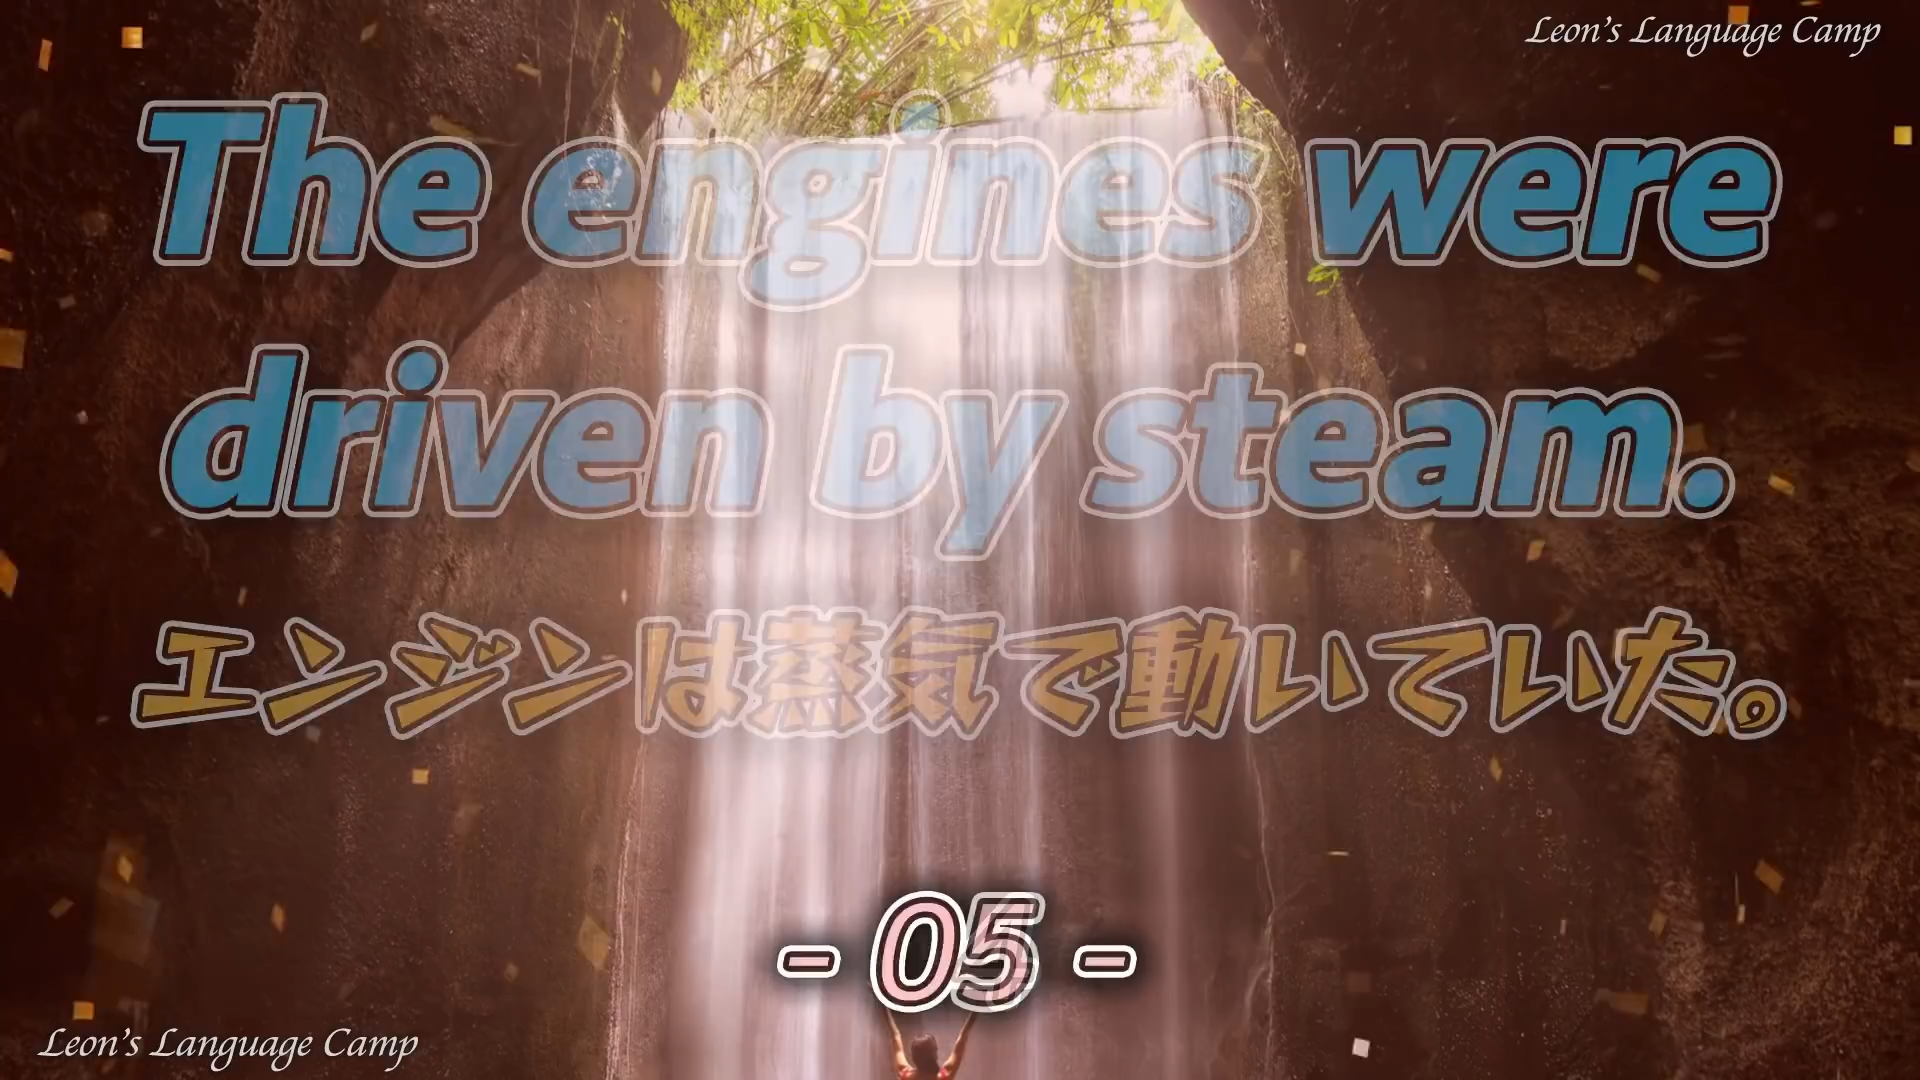 Leon's Language Camp
The engines were
driven by steam.
エンジンは蒸気で動いていた。
- 05 -
Leon's Language Camp